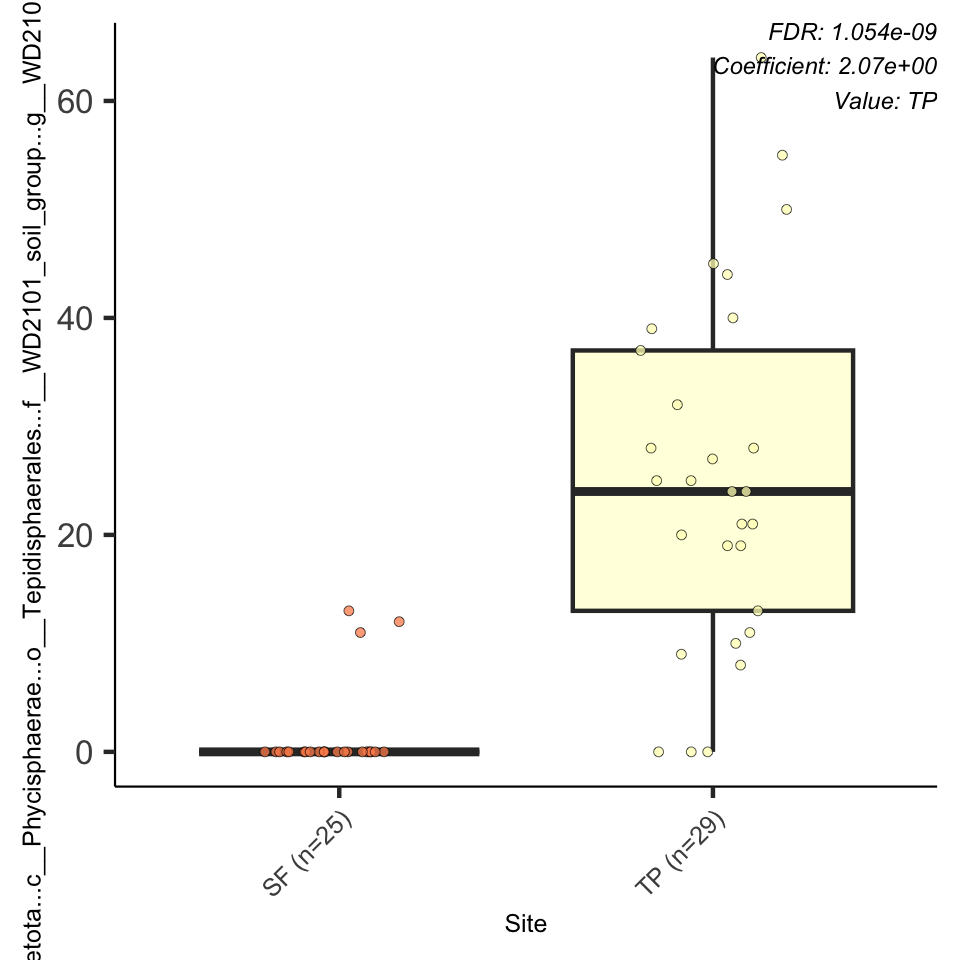 FDR: 1.054e-09
Coefficient: 2.07e+00
Value: TP
etota...c__Phycisphaerae...o__Tepidisphaerales...f__WD2101_soil_group...g__WD210
60
40
20
0
SF (n=25)
TP (n=29)
Site